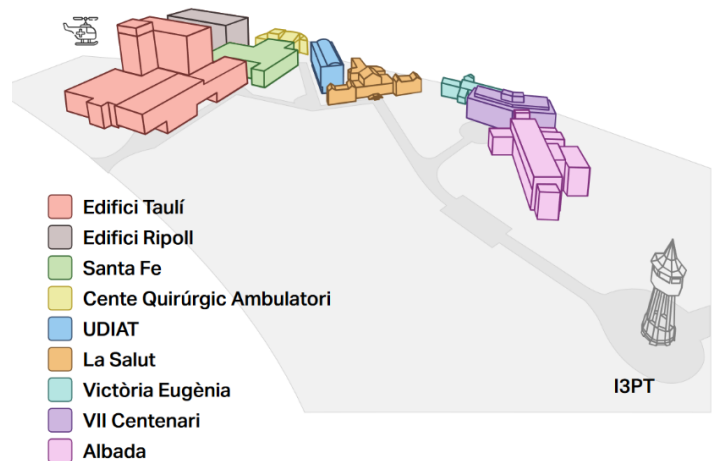 Edifici Taulí
Edifici Ripoll
Santa Fe
Cente Quirúrgic Ambulatori
UDIAT
La Salut
Victòria Eugènia
VII Centenari
Albada
I3PT